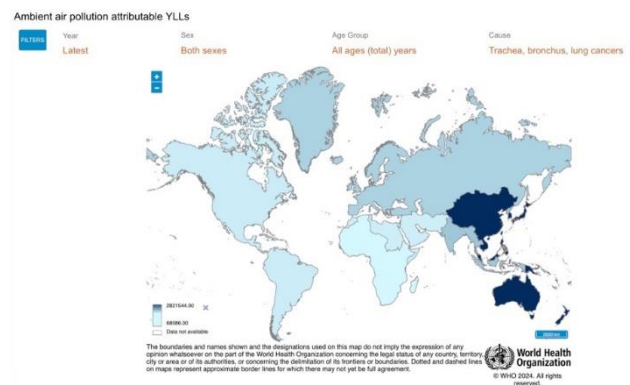 Ambient air pollution attributable YLLs
FILTERS
Year
Latest
Sex
Both sexes
Age Group
All ages (total) years
Cause
Trachea, bronchus, lung cancers
+
−
Data not available
The boundaries and names shown and the designations used on this map do not imply the expression of any
opinion whatsoever on the part of the World Health Organization concerning the legal status of any country, territory,
city or area or of its authorities, or concerning the delimitation of its frontiers or boundaries. Dotted and dashed lines
on maps represent approximate border lines for which there may not yet be full agreement.
World Health
Organization
© WHO 2024. All rights
reserved.